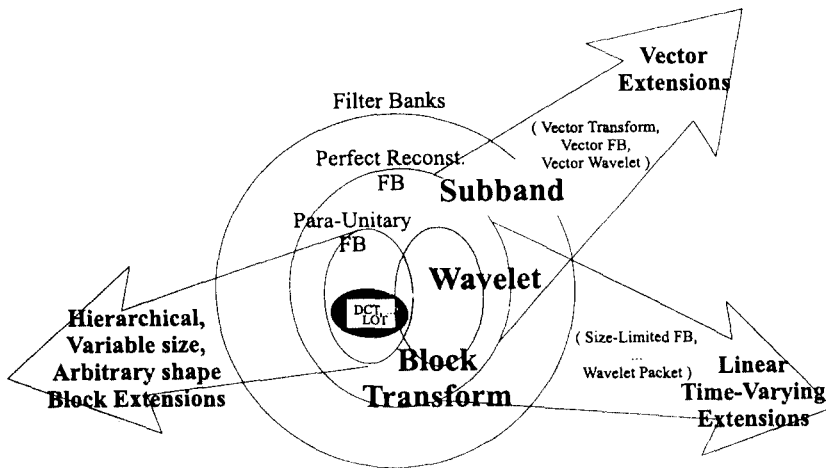 Vector
Extensions
Filter Banks
( Vector Transform,
Vector FB,
Vector Wavelet )
Perfect Reconst.
FB
Subband
Para-Unitary
FB
Wavelet
DCT,...
LOT
Hierarchical,
Variable size,
Arbitrary shape
Block Extensions
Block
Transform
( Size-Limited FB,
...
Wavelet Packet )
Linear
Time-Varying
Extensions